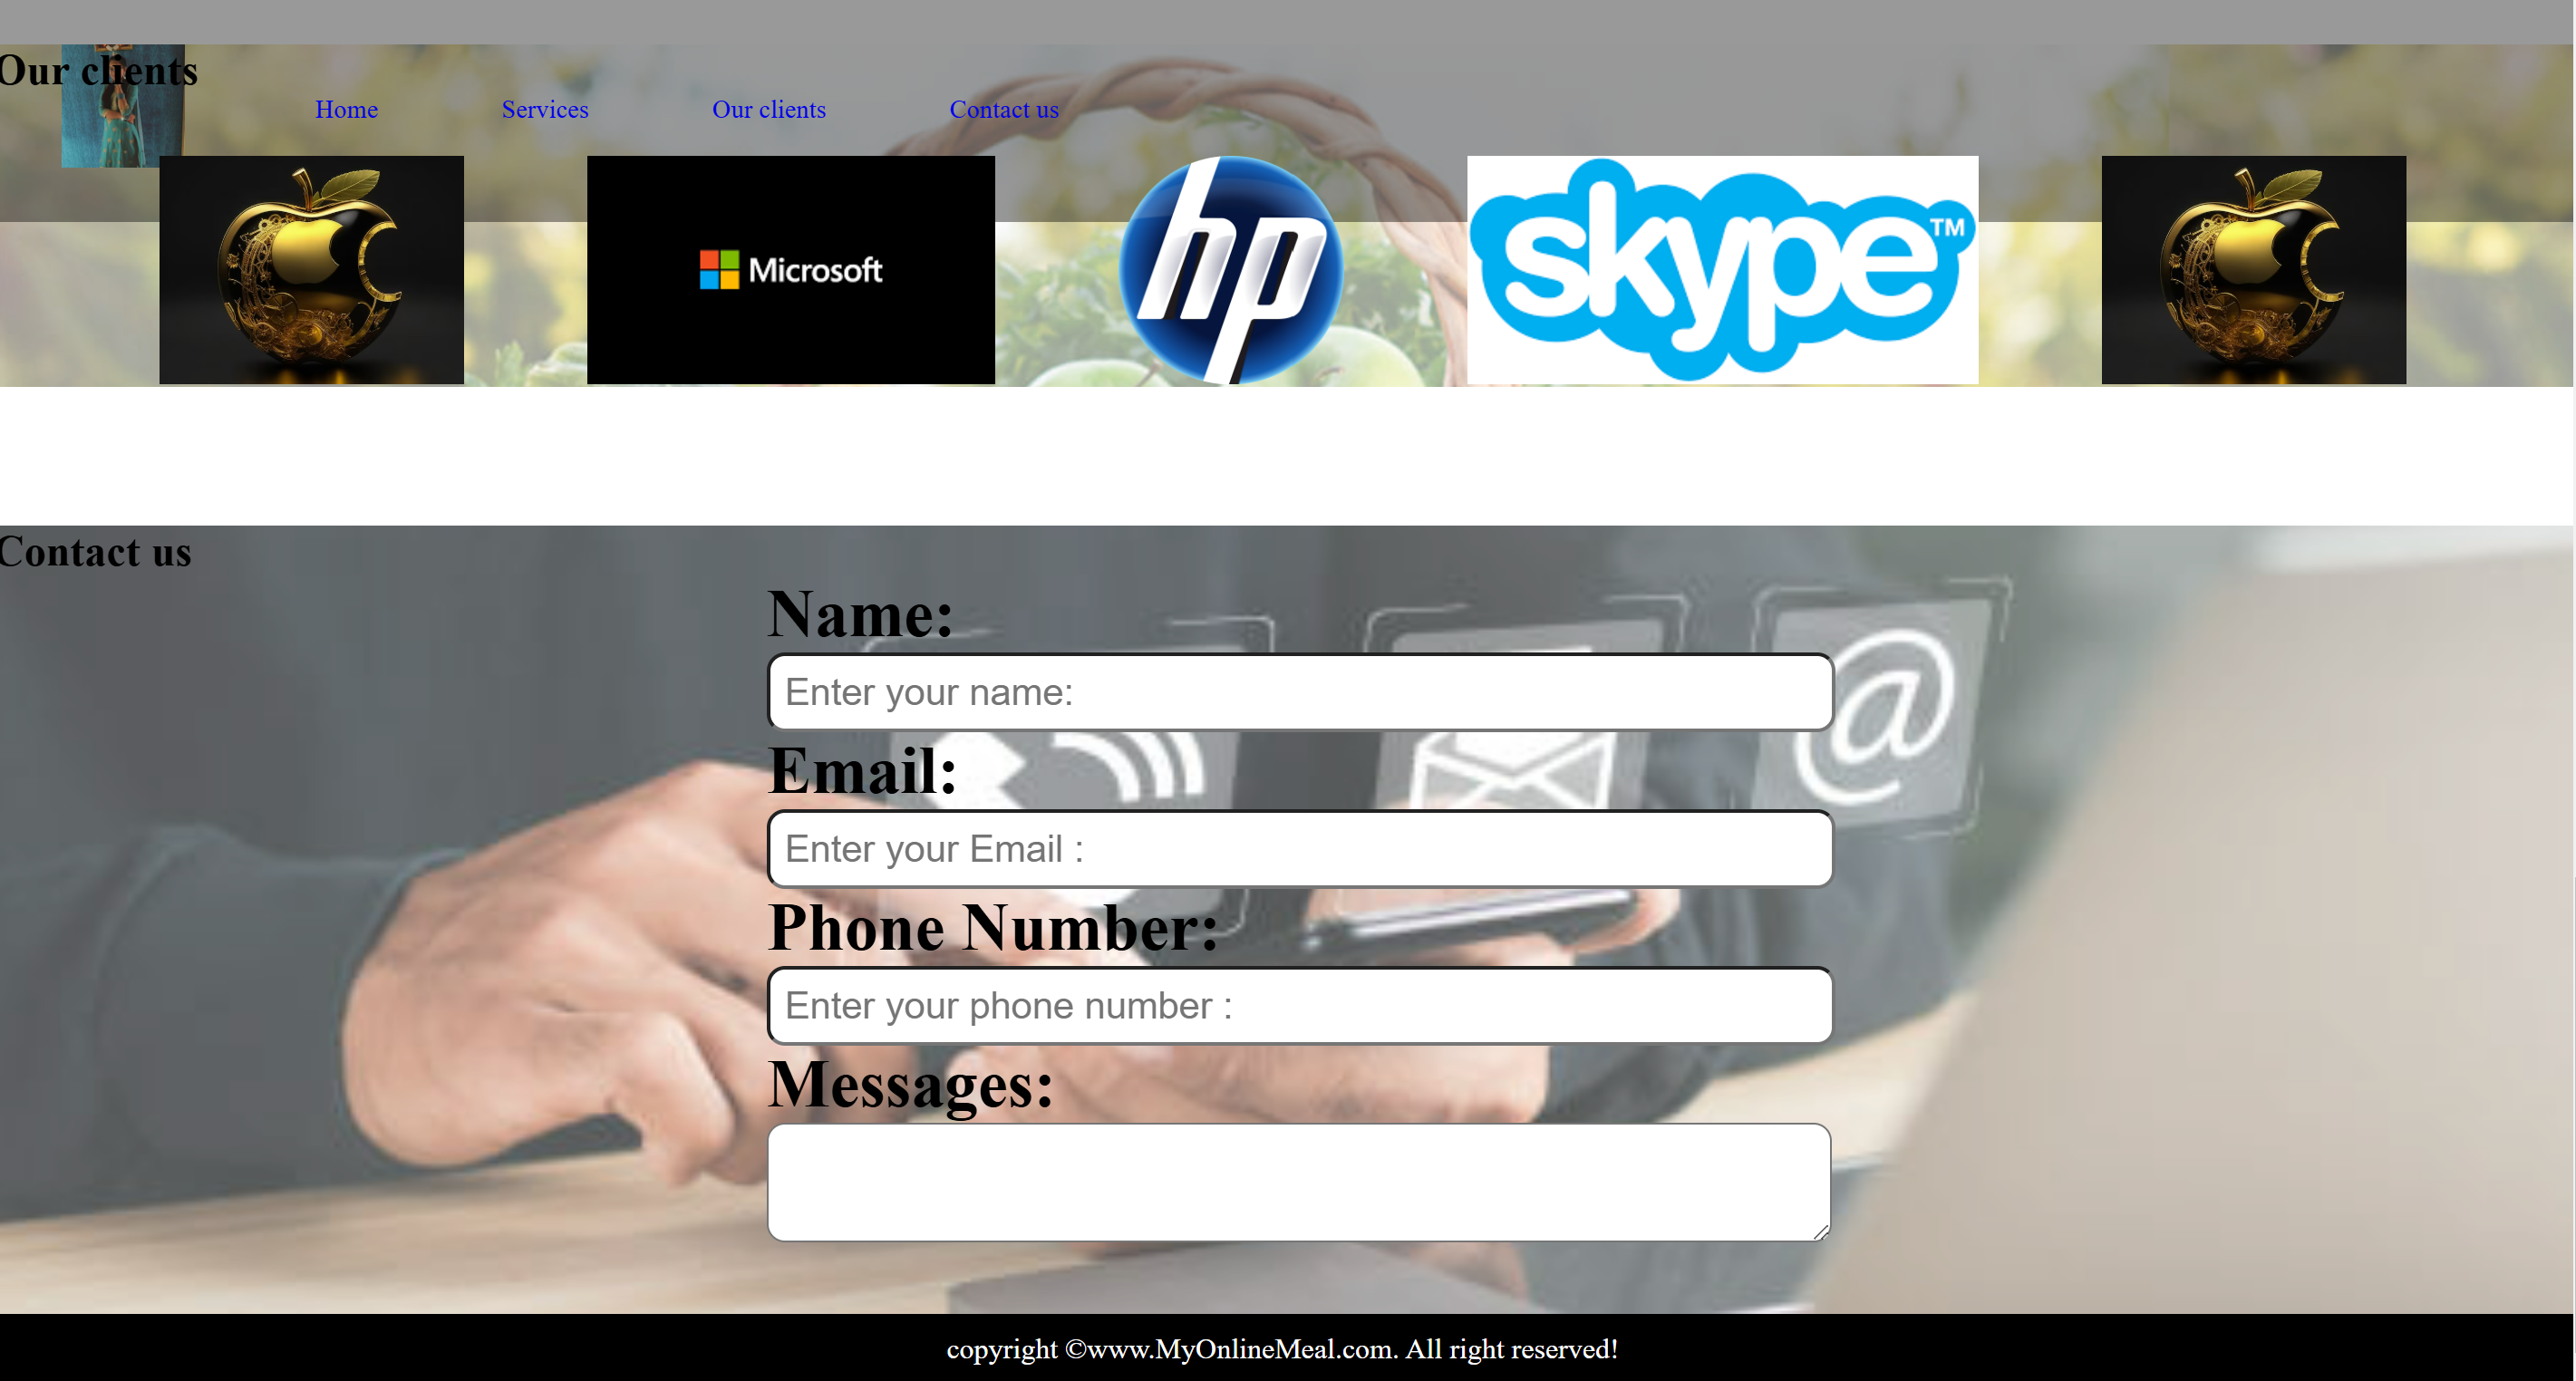 Our clients
Home Services Our clients Contact us
Microsoft
hp
skype™
Contact us
Name:
Enter your name:
@
Email:
Enter your Email :
Phone Number:
Enter your phone number :
Messages:
copyright ©www.MyOnlineMeal.com. All right reserved!